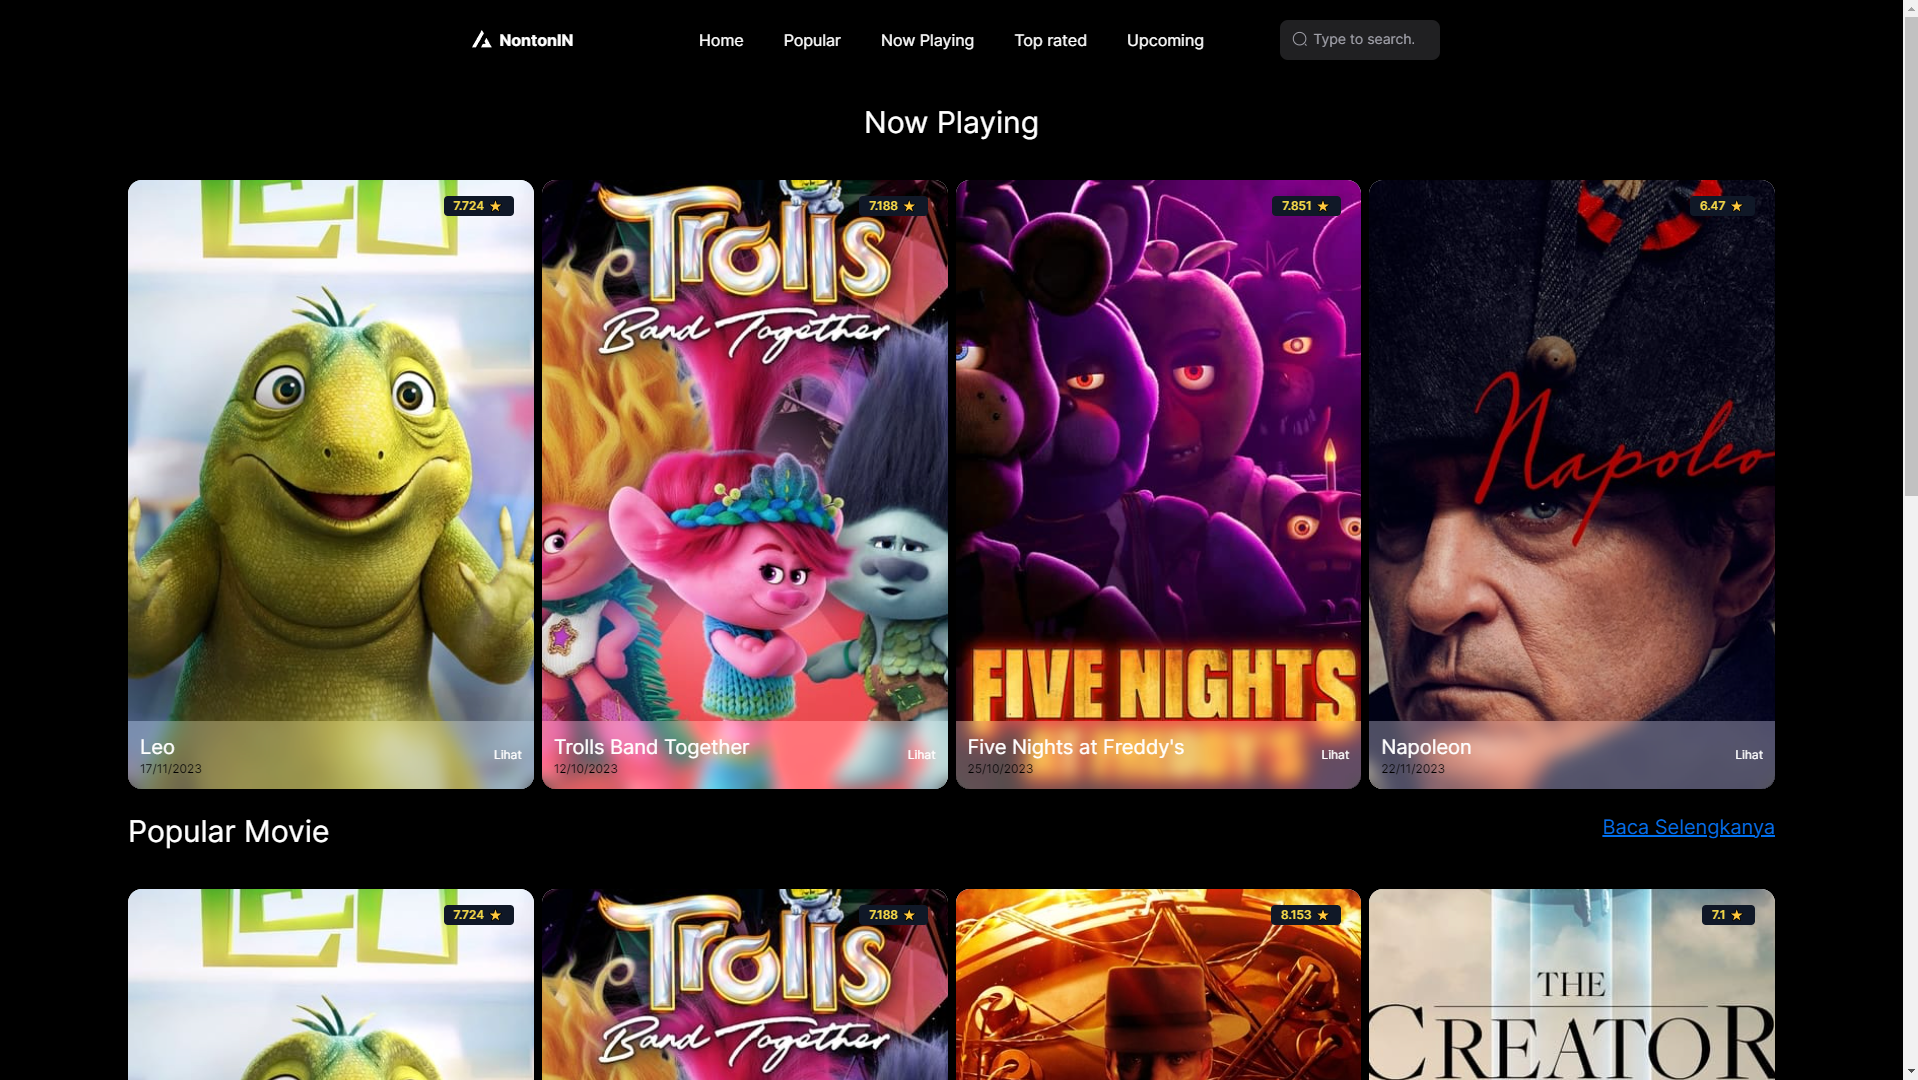 NontonIN
Home
Popular
Now Playing
Top rated
Upcoming
Type to search.
Now Playing
LEO
7.724
Leo
17/11/2023
Lihat
Trolls
Band Together
7.188
Trolls Band Together
12/10/2023
Lihat
7.851
FIVE NIGHTS
Five Nights at Freddy's
25/10/2023
Lihat
6.47
Napoleo
Napoleon
22/11/2023
Lihat
Popular Movie
Baca Selengkanya
LEO
7.724
Trolls
Band Together
7.188
8.153
7.1
THE
CREATOR